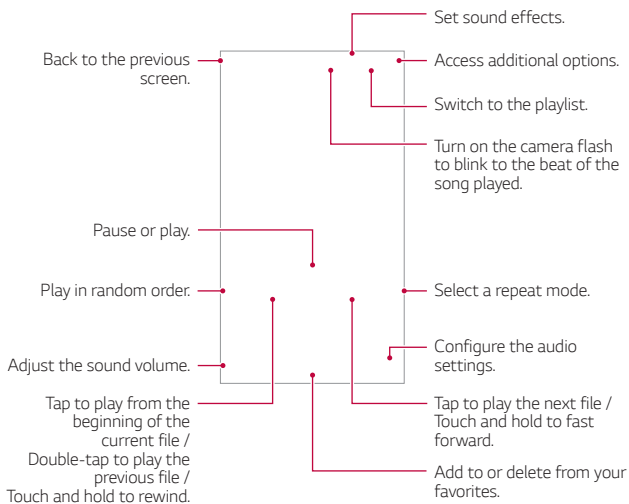 Set sound effects.
Back to the previous
screen.
Access additional options.
Switch to the playlist.
Turn on the camera flash
to blink to the beat of the
song played.
Pause or play.
Play in random order.
Select a repeat mode.
Adjust the sound volume.
Configure the audio
settings.
Tap to play from the
beginning of the
current file /
Double-tap to play the
previous file /
Touch and hold to rewind.
Tap to play the next file /
Touch and hold to fast
forward.
Add to or delete from your
favorites.